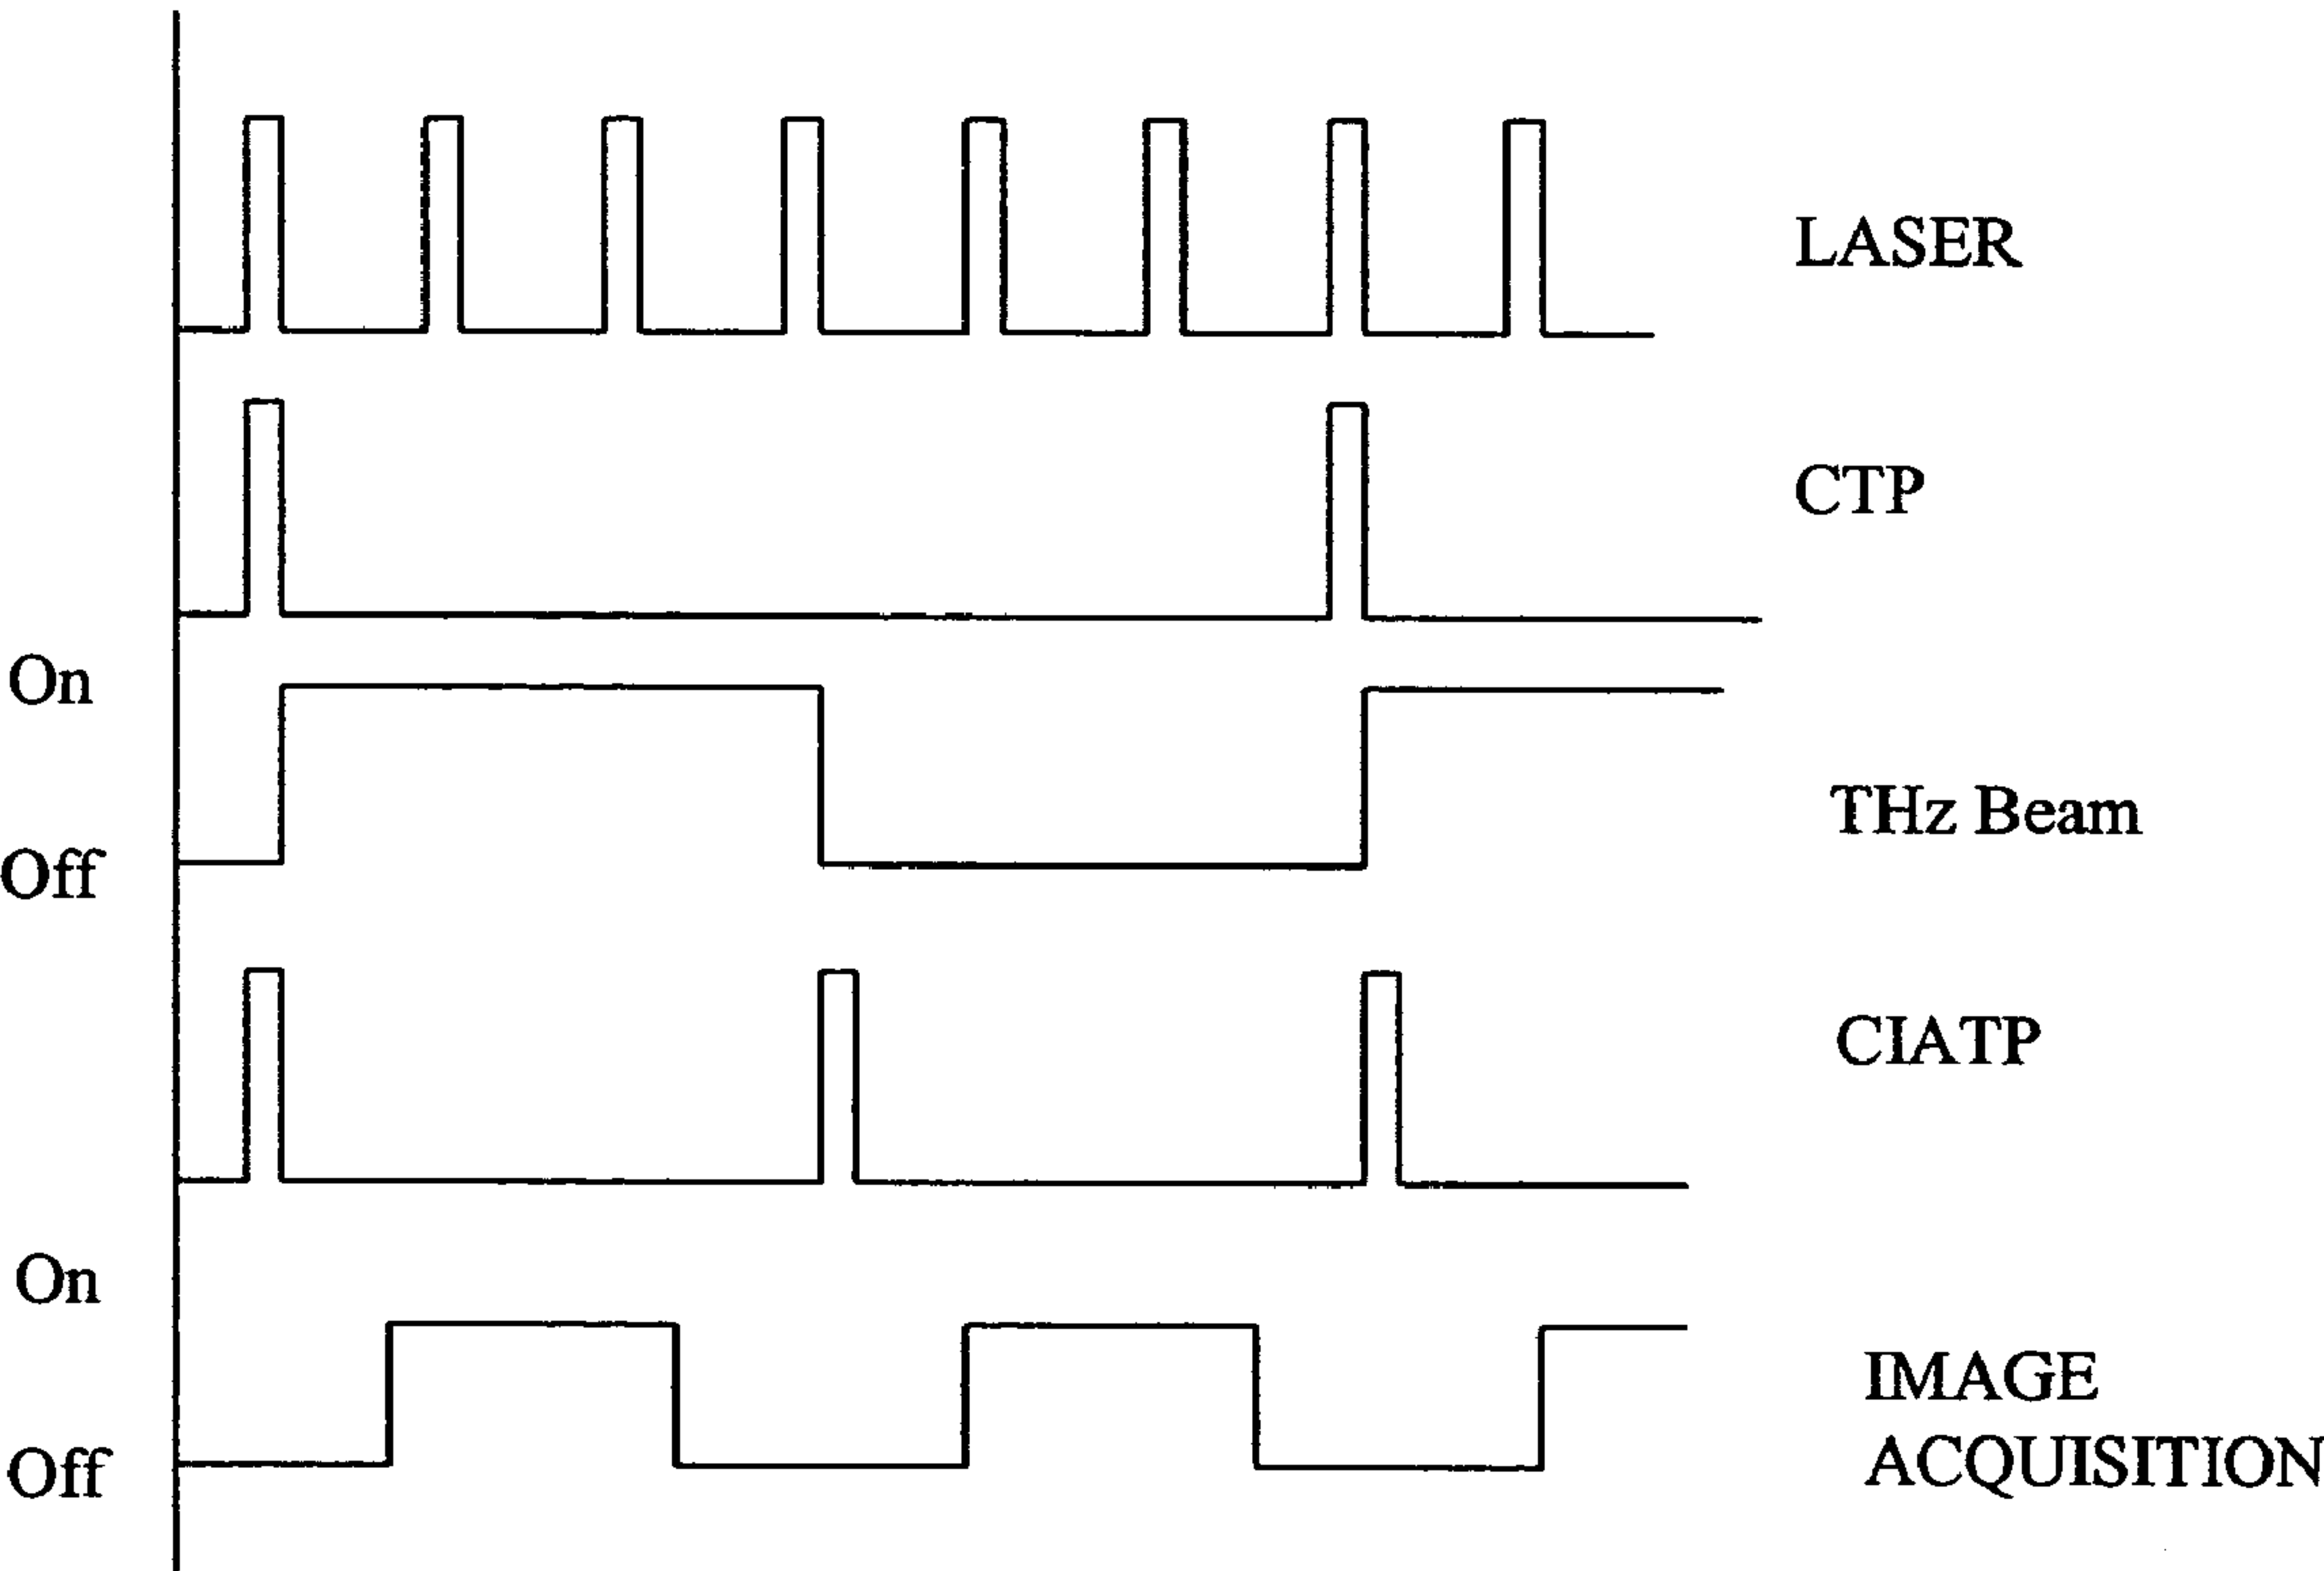 LASER
CTP
On
THz Beam
Off
CIATP
On
IMAGE
ACQUISITION
Off